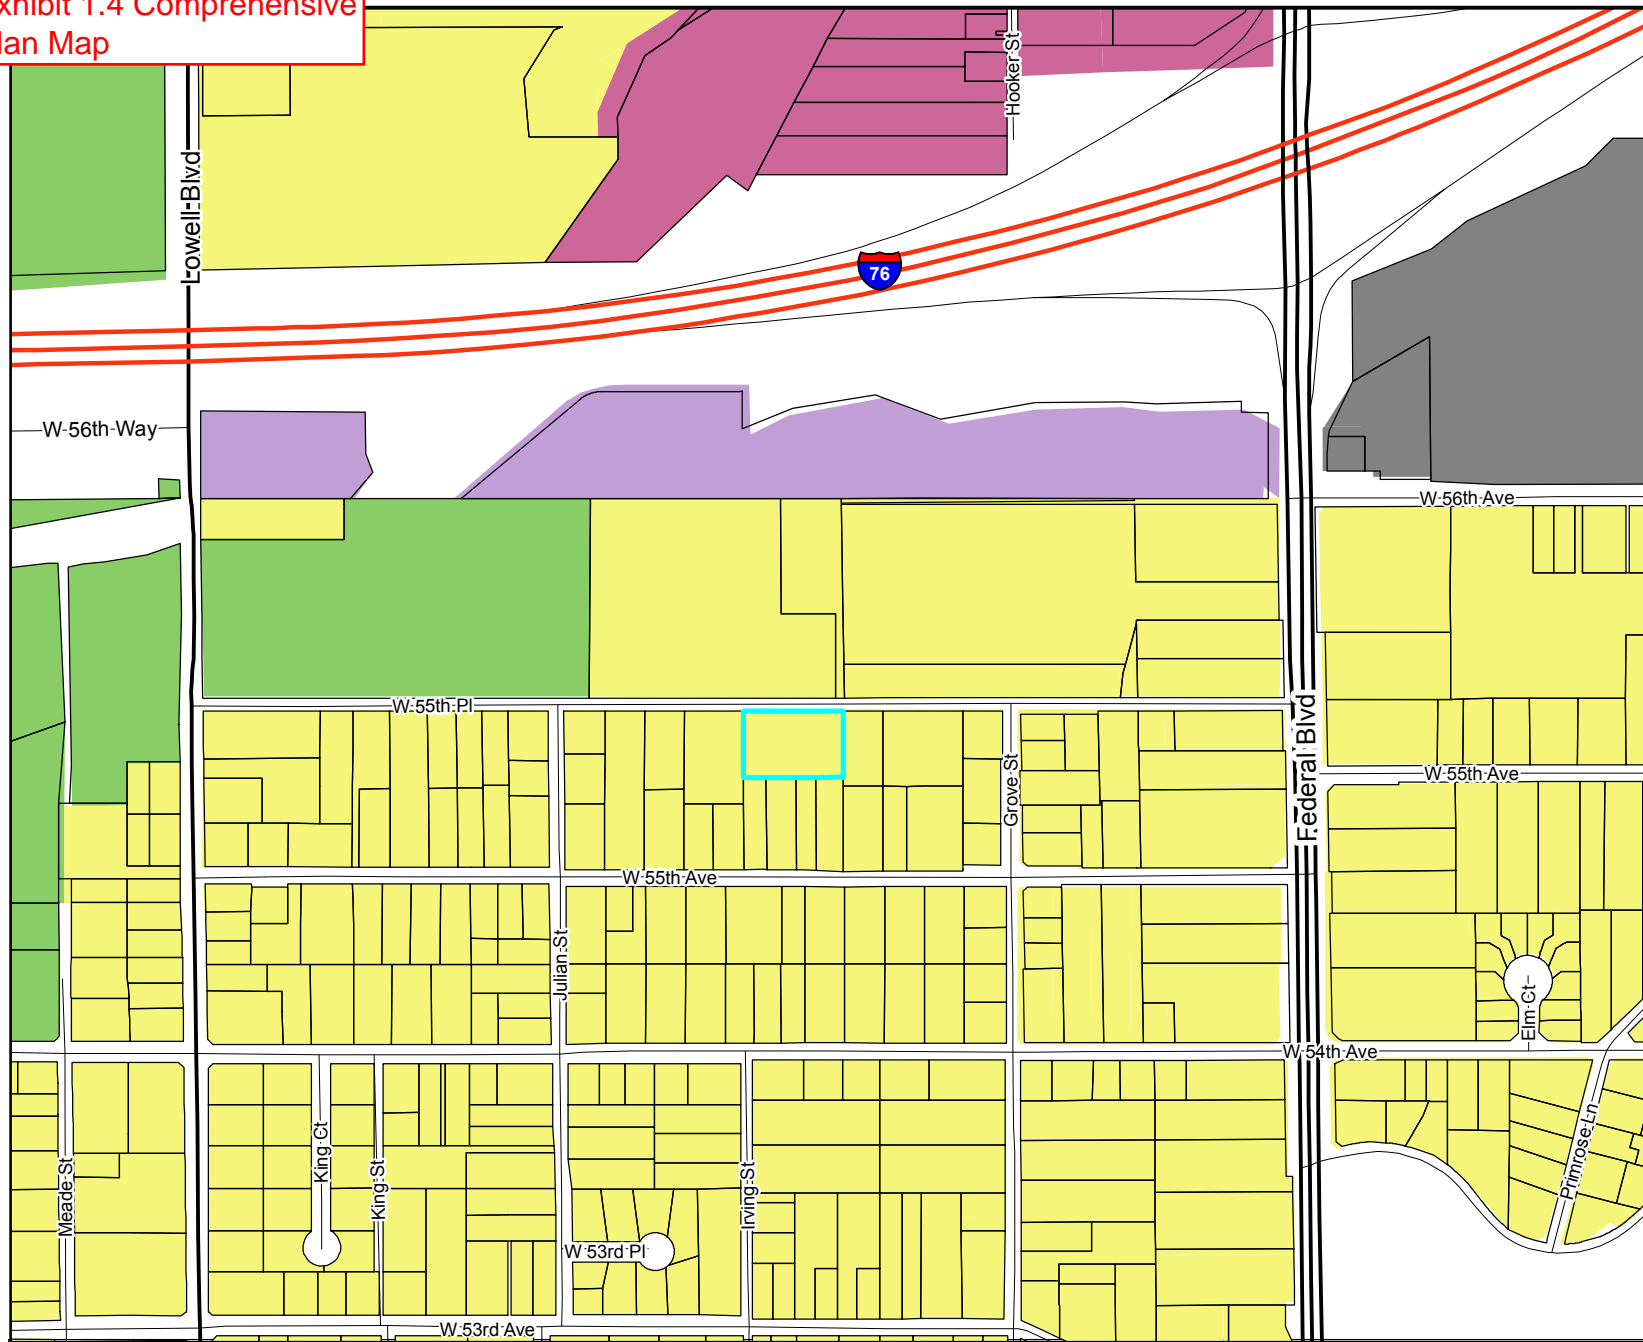 xhibit 1.4 Comprehensive
lan Map
Hooker St
Lowell Blvd
76
W 56th Way
W 56th Ave
W 55th Pl
Federal Blvd
Grove St
W 55th Ave
W 55th Ave
Julian St
Elm Ct
W 54th Ave
King Ct
King St
Meade St
Irving St
Primrose Ln
W 53rd Pl
W 53rd Ave